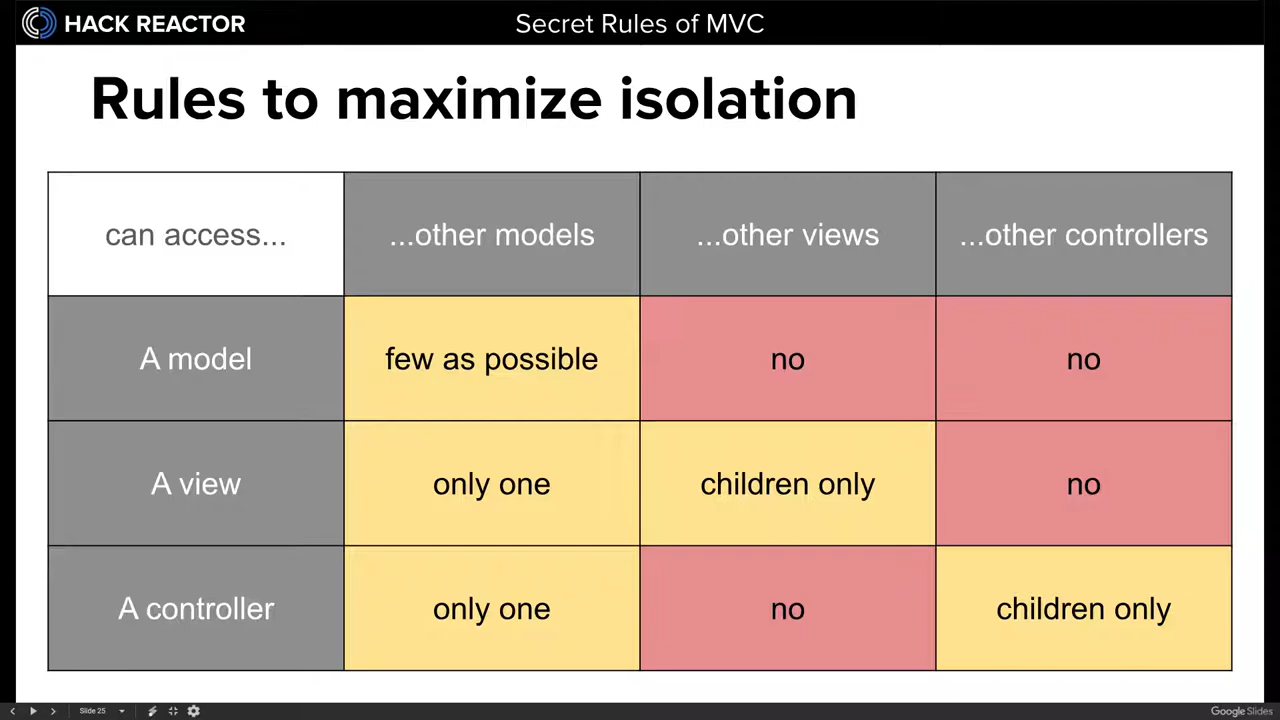 HACK REACTOR
Secret Rules of MVC
Rules to maximize isolation
can access...
...other models
...other views
...other controllers
A model
few as possible
no
no
A view
only one
children only
no
A controller
only one
no
children only
Slide 25
Google Slides